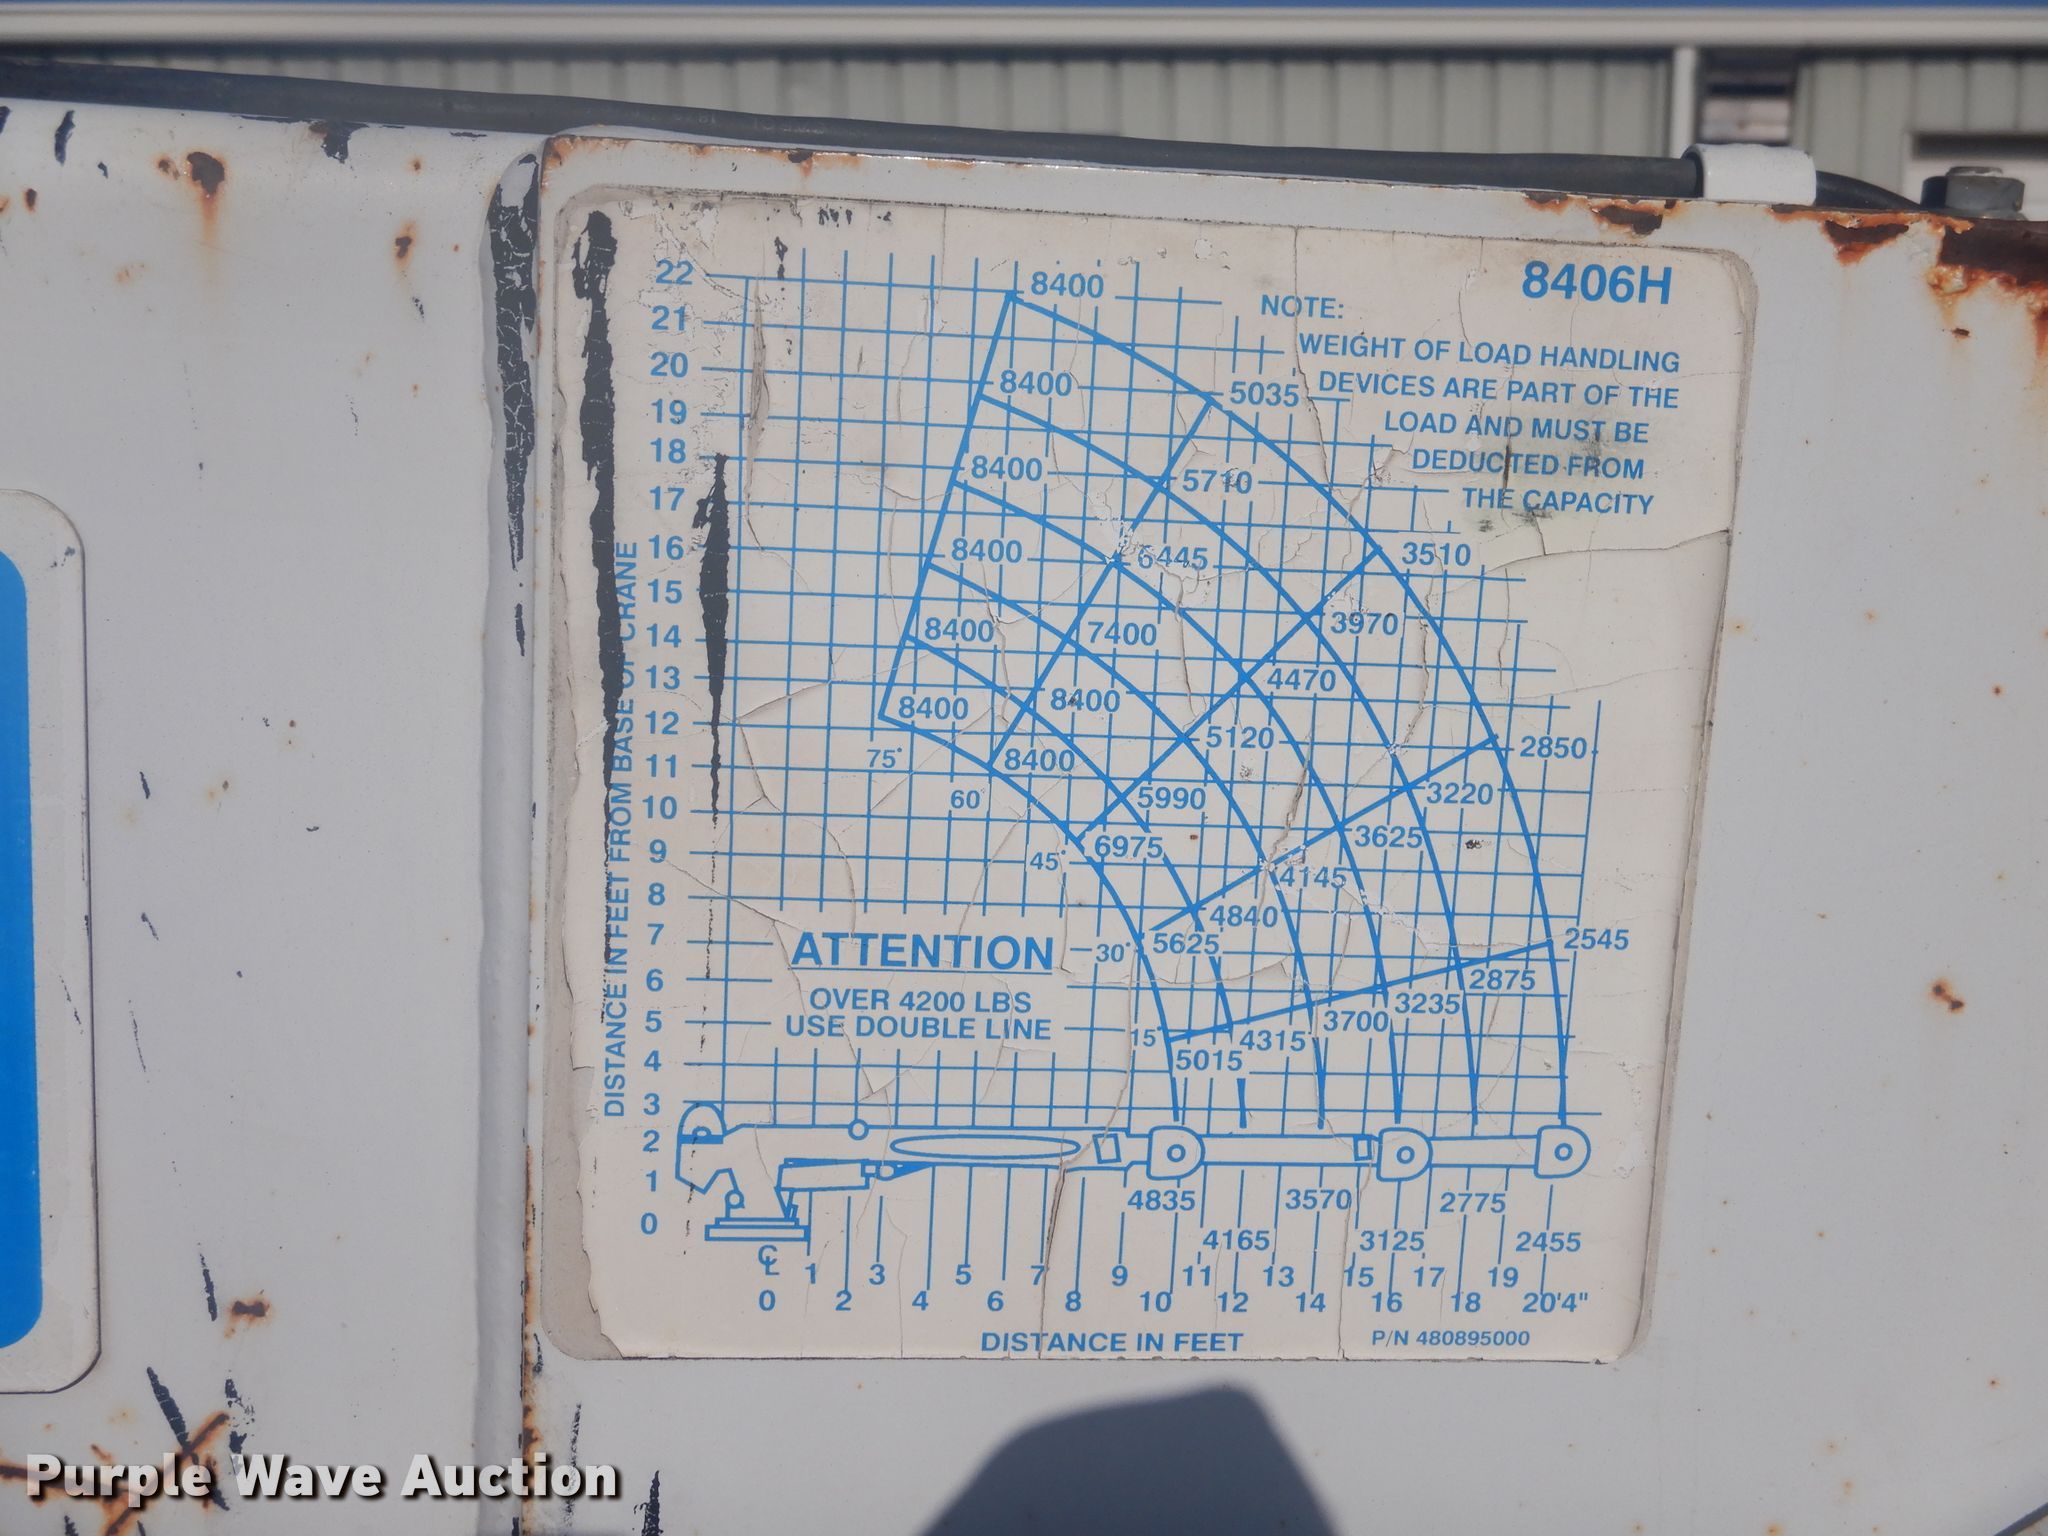 8406H
NOTE:
WEIGHT OF LOAD HANDLING
DEVICES ARE PART OF THE
LOAD AND MUST BE
DEDUCTED FROM
THE CAPACITY
DISTANCE IN FEET FROM BASE OF CRANE
22
21
20
19
18
17
16
15
14
13
12
11
10
9
8
7
6
5
4
3
2
1
0
8400
8400 5035
8400 5710
8400 6445 3510
8400 7400 3970
8400 8400 4470
75° 8400 5120 2850
60° 5990 3220
45° 6975 3625
4145
4840
30° 5625 2545
2875
3235
3700
15° 4315
5015
ATTENTION
OVER 4200 LBS
USE DOUBLE LINE
4835 3570 2775
4165 3125 2455
℄ 1 3 5 7 9 11 13 15 17 19
0 2 4 6 8 10 12 14 16 18 20'4"
DISTANCE IN FEET
P/N 480895000
Purple Wave Auction